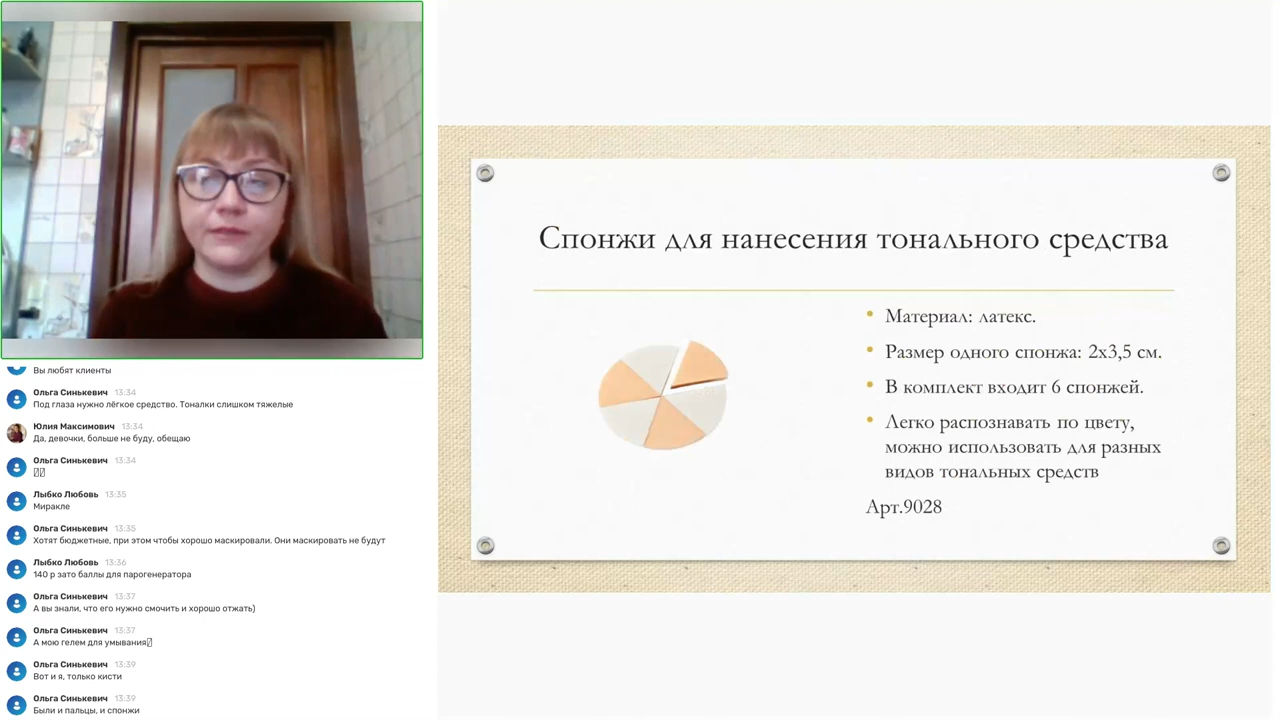 Вы любят клиенты
Ольга Синькевич 13:34
Под глаза нужно лёгкое средство. Тоналки слишком тяжелые
Юлия Максимович 13:34
Да, девочки, больше не буду, обещаю
Ольга Синькевич 13:34
Лыбко Любовь 13:35
Миракле
Ольга Синькевич 13:35
Хотят бюджетные, при этом чтобы хорошо маскировали. Они маскировать не будут
Лыбко Любовь 13:36
140 р зато баллы для парогенератора
Ольга Синькевич 13:37
А вы знали, что его нужно смочить и хорошо отжать)
Ольга Синькевич 13:37
А мою гелем для умывания
Ольга Синькевич 13:39
Вот и я, только кисти
Ольга Синькевич 13:39
Были и пальцы, и спонжи
Спонжи для нанесения тонального средства
• Материал: латекс.
• Размер одного спонжа: 2х3,5 см.
• В комплект входит 6 спонжей.
• Легко распознавать по цвету,
можно использовать для разных
видов тональных средств
Арт.9028